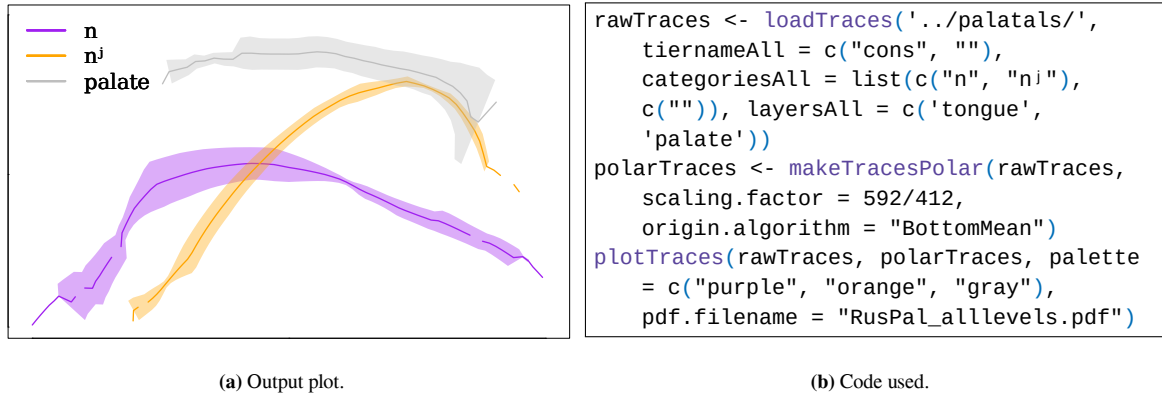 n
nʲ
palate
rawTraces <- loadTraces('../palatals/',
tiernameAll = c("cons", ""),
categoriesAll = list(c("n", "nʲ"),
c("")), layersAll = c('tongue',
'palate'))
polarTraces <- makeTracesPolar(rawTraces,
scaling.factor = 592/412,
origin.algorithm = "BottomMean")
plotTraces(rawTraces, polarTraces, palette
= c("purple", "orange", "gray"),
pdf.filename = "RusPal_alllevels.pdf")
(a) Output plot.
(b) Code used.